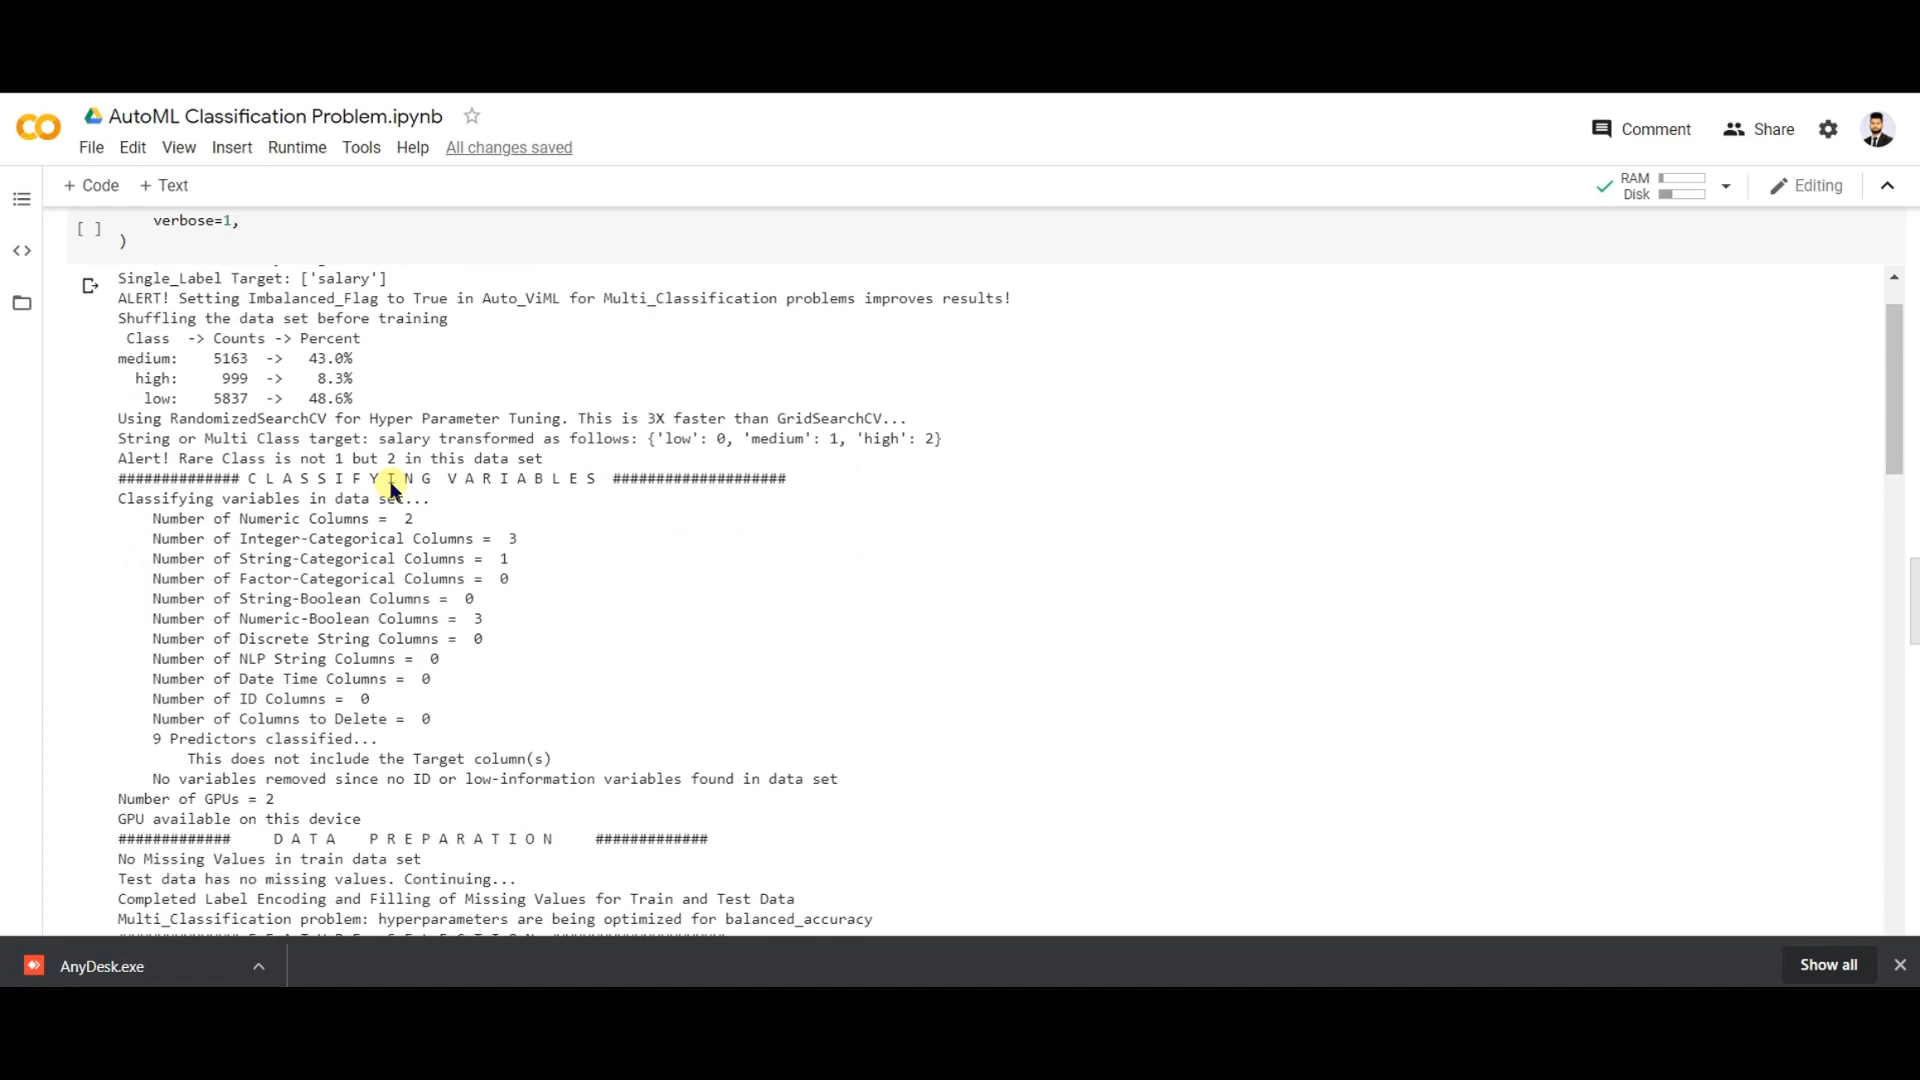 AutoML Classification Problem.ipynb
File Edit View Insert Runtime Tools Help All changes saved
Comment Share
+ Code + Text
RAM
Disk
Editing
[ ]
verbose=1,
)
Single_Label Target: ['salary']
ALERT! Setting Imbalanced_Flag to True in Auto_ViML for Multi_Classification problems improves results!
Shuffling the data set before training
Class -> Counts -> Percent
medium: 5163 -> 43.0%
high: 999 -> 8.3%
low: 5837 -> 48.6%
Using RandomizedSearchCV for Hyper Parameter Tuning. This is 3X faster than GridSearchCV...
String or Multi Class target: salary transformed as follows: {'low': 0, 'medium': 1, 'high': 2}
Alert! Rare Class is not 1 but 2 in this data set
############## C L A S S I F Y I N G  V A R I A B L E S ####################
Classifying variables in data set...
Number of Numeric Columns = 2
Number of Integer-Categorical Columns = 3
Number of String-Categorical Columns = 1
Number of Factor-Categorical Columns = 0
Number of String-Boolean Columns = 0
Number of Numeric-Boolean Columns = 3
Number of Discrete String Columns = 0
Number of NLP String Columns = 0
Number of Date Time Columns = 0
Number of ID Columns = 0
Number of Columns to Delete = 0
9 Predictors classified...
This does not include the Target column(s)
No variables removed since no ID or low-information variables found in data set
Number of GPUs = 2
GPU available on this device
############# D A T A   P R E P A R A T I O N #############
No Missing Values in train data set
Test data has no missing values. Continuing...
Completed Label Encoding and Filling of Missing Values for Train and Test Data
Multi_Classification problem: hyperparameters are being optimized for balanced_accuracy
AnyDesk.exe
Show all